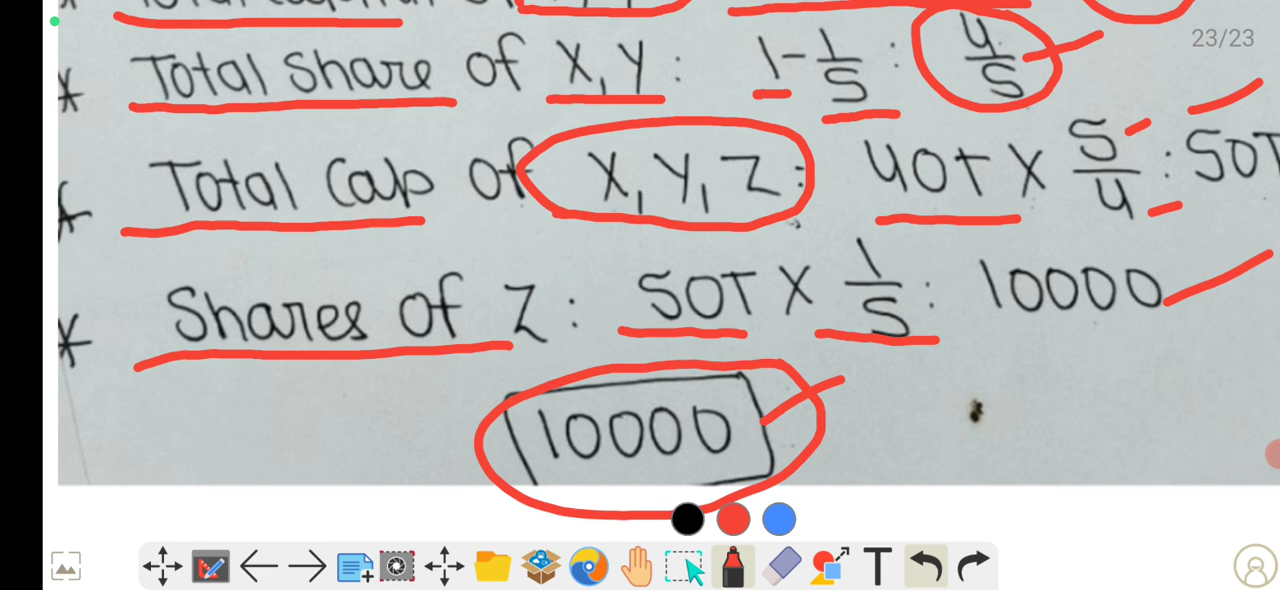 23/23
* Total Share of X, Y : 1 - 1/5 : 4/5
* Total Cap of X, Y, Z : 40T X 5/4 : 50T
* Shares of Z : 50T X 1/5 : 10000
10000
T